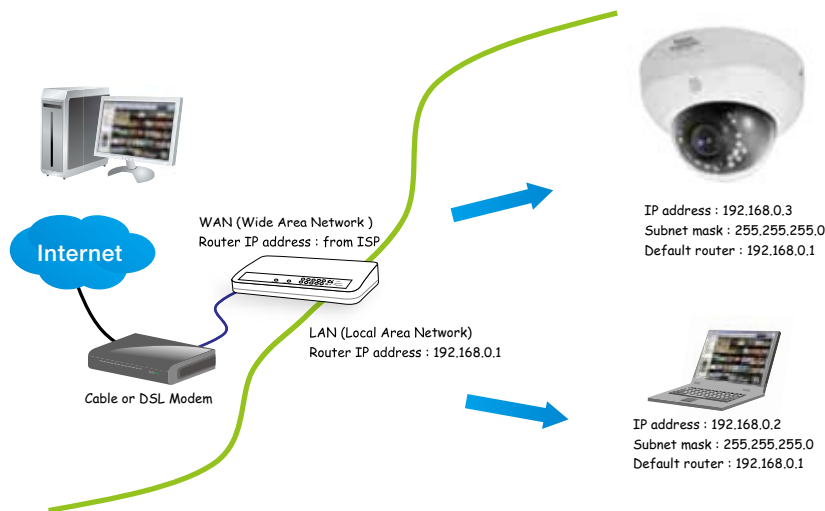 WAN (Wide Area Network )
Router IP address : from ISP
Internet
LAN (Local Area Network)
Router IP address : 192.168.0.1
Cable or DSL Modem
IP address : 192.168.0.3
Subnet mask : 255.255.255.0
Default router : 192.168.0.1
IP address : 192.168.0.2
Subnet mask : 255.255.255.0
Default router : 192.168.0.1